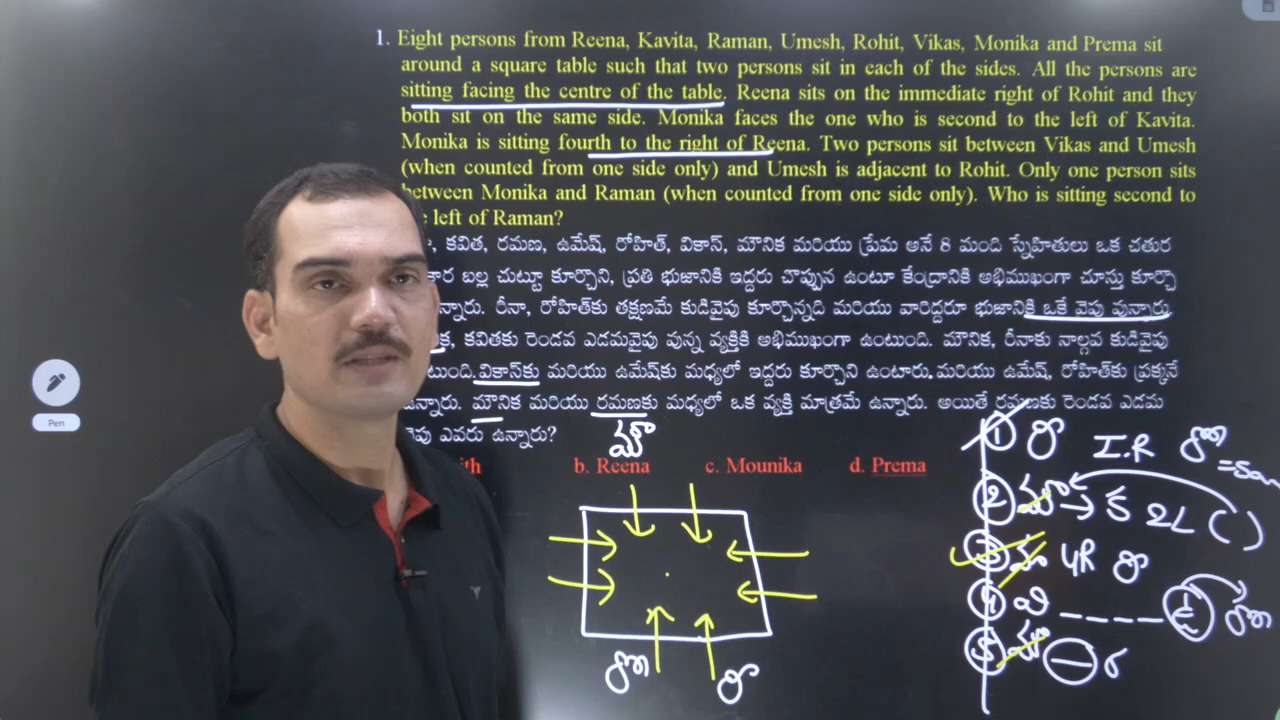 1. Eight persons from Reena, Kavita, Raman, Umesh, Rohit, Vikas, Monika and Prema sit
around a square table such that two persons sit in each of the sides. All the persons are
sitting facing the centre of the table. Reena sits on the immediate right of Rohit and they
both sit on the same side. Monika faces the one who is second to the left of Kavita.
Monika is sitting fourth to the right of Reena. Two persons sit between Vikas and Umesh
(when counted from one side only) and Umesh is adjacent to Rohit. Only one person sits
between Monika and Raman (when counted from one side only). Who is sitting second to
left of Raman?
కవిత, రమణ, ఉమేష్, రోహిత్, వికాస్, మౌనిక మరియు ప్రేమ అనే 8 మంది స్నేహితులు ఒక చతుర
బల్ల చుట్టూ కూర్చొని, ప్రతి భుజానికి ఇద్దరు చొప్పున ఉంటూ కేంద్రానికి అభిముఖంగా చూస్తు కూర్చొ
న్నారు. రీనా, రోహిత్‌కు తక్షణమే కుడివైపు కూర్చొన్నది మరియు వారిద్దరూ భుజానికి ఒకే వైపు వున్నారు
కవితకు రెండవ ఎడమవైపు వున్న వ్యక్తికి అభిముఖంగా ఉంటుంది. మౌనిక, రీనాకు నాల్గవ కుడివైపు
టుంది. వికాస్‌కు మరియు ఉమేష్‌కు మధ్యలో ఇద్దరు కూర్చొని ఉంటారు. మరియు ఉమేష్, రోహిత్‌కు ప్రక్కనే
న్నారు. మౌనిక మరియు రమణకు మధ్యలో ఒక వ్యక్తి మాత్రమే ఉన్నారు. అయితే రమణకు రెండవ ఎడమ
వైపు ఎవరు ఉన్నారు?
b. Reena c. Mounika d. Prema
మౌ
రో రీ
1 రీ I.R రో
2 మౌ → క 2L ( )
3 మౌ 4R రీ
4 వి ఉ రో
5 మౌ ర
Pen